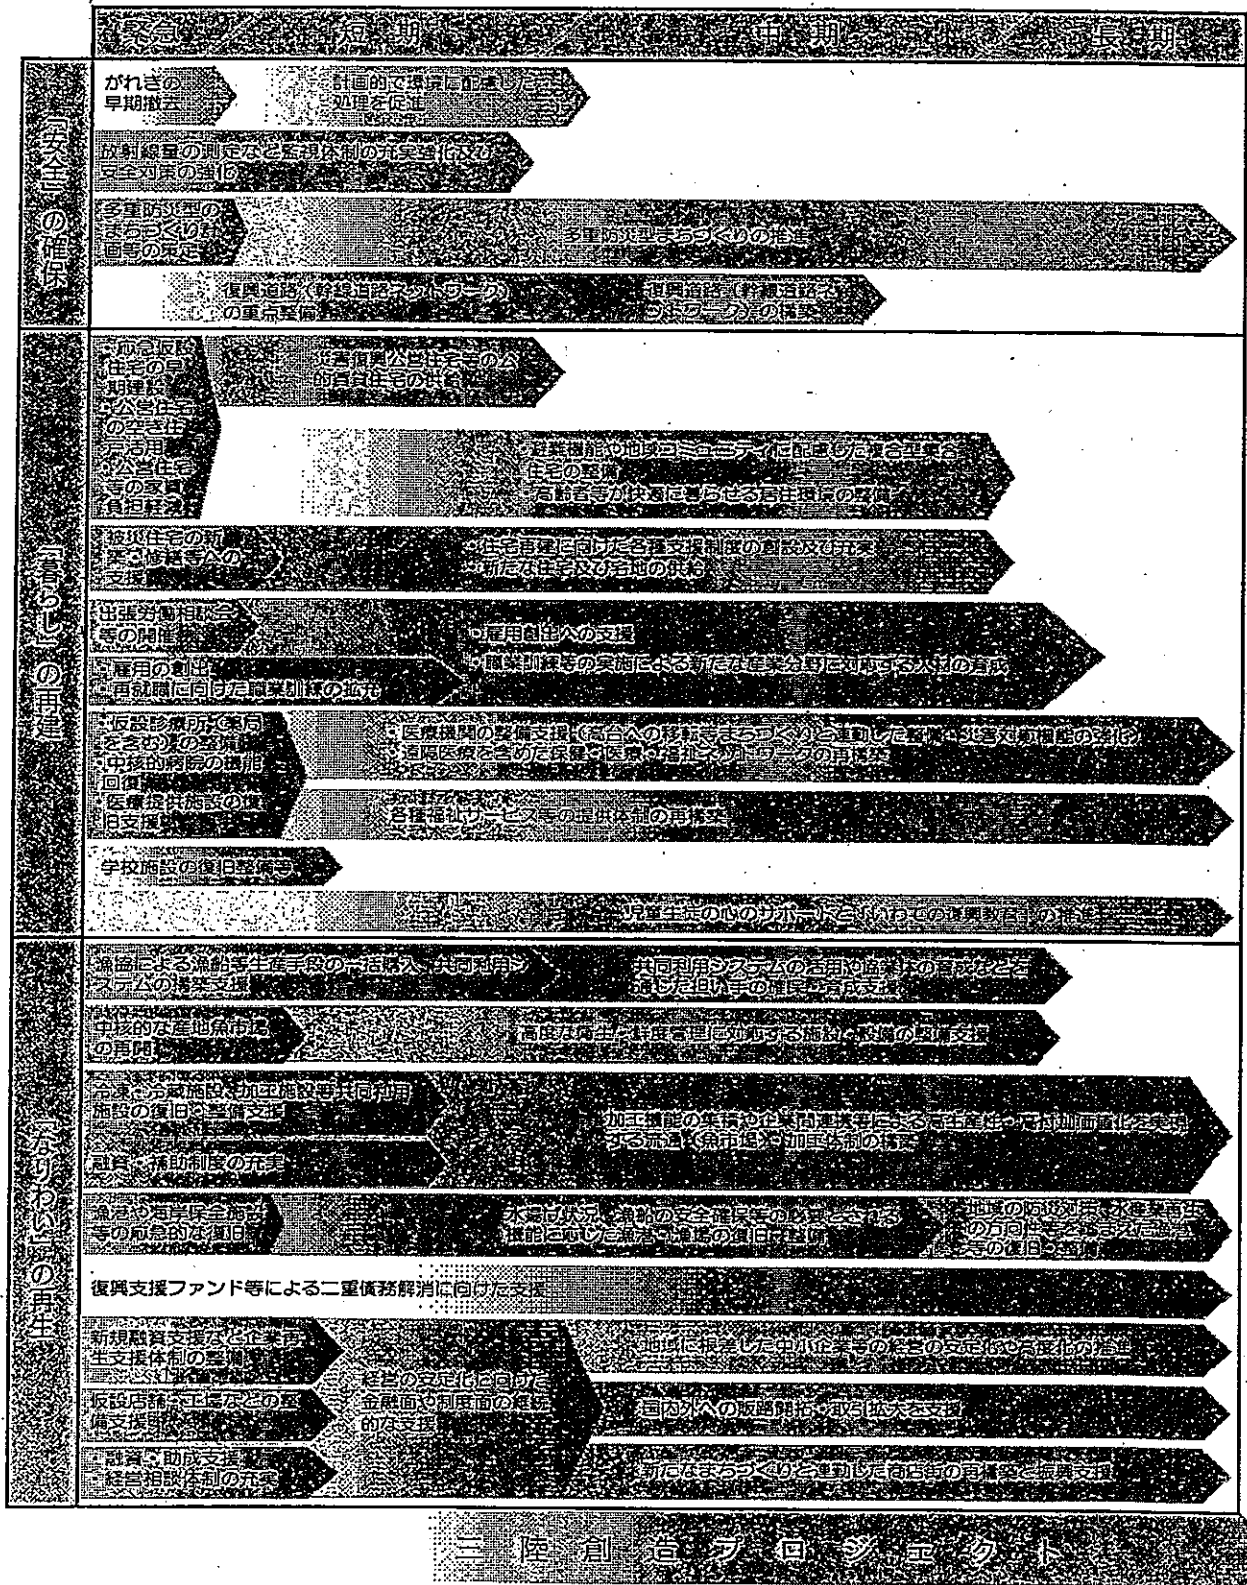 緊急
短期
中期
長期
「安全」の確保
がれきの
早期撤去
計画的で環境に配慮した
処理を促進
放射線量の測定など監視体制の充実強化及び
安全対策の強化
多重防災型の
まちづくり計
画等の策定
多重防災型まちづくりの推進
復興道路(幹線道路ネットワーク)
の重点整備
復興道路(幹線道路ネ
ットワーク)の構築
「暮らし」の再建
・応急仮設
住宅の早
期建設
・公営住宅
の空き住
戸活用
・公営住宅
等の家賃
負担軽減
災害復興公営住宅等の公
的賃貸住宅の供給
・避難機能や地域コミュニティに配慮した複合型集合
住宅の整備
・高齢者等が快適に暮らせる居住環境の整備
被災住宅の新
築・修繕等への
支援
・住宅再建に向けた各種支援制度の創設及び充実
・新たな住宅及び宅地の供給
出張労働相談会
等の開催
・雇用の創出
・再就職に向けた職業訓練の拡充
・雇用創出への支援
・職業訓練等の実施による新たな産業分野に対応する人材の育成
・仮設診療所(薬局
を含む)の整備
・中核的病院の機能
回復
・医療提供施設の復
旧支援
・医療機関の整備支援(高台への移転等まちづくりと連動した整備、災害対応機能の強化)
・遠隔医療を含めた保健・医療・福祉ネットワークの再構築
各種福祉サービス等の提供体制の再構築
学校施設の復旧整備等
児童生徒の心のサポートと「いわての復興教育」の推進
「なりわい」の再生
漁協による漁船等生産手段の一括購入・共同利用シ
ステムの構築支援
共同利用システムの活用や協業体の育成などを
通じた担い手の確保・育成支援
中核的な産地魚市場
の再開
高度な衛生・鮮度管理に対応する施設・設備の整備支援
冷凍・冷蔵施設や加工施設等共同利用
施設の復旧・整備支援
融資・補助制度の充実
加工機能の集積や企業間連携等による高生産性・高付加価値化を実現
する流通(魚市場)・加工体制の構築
漁港や海岸保全施設
等の応急的な復旧
機能に応じた漁港・漁場の復旧・整備
地域の防災対策や水産業再生
の方向性等を踏まえた漁港
等の復旧・整備
復興支援ファンド等による二重債務解消に向けた支援
新規融資支援など企業再
生支援体制の整備
仮設店舗・工場などの整
備支援
・融資・助成支援
・経営相談体制の充実
経営の安定化に向けた
金融面や制度面の継続
的な支援
地域に根差した中小企業等の経営の安定化や高度化の推進
国内外への販路開拓・取引拡大を支援
新たなまちづくりと連動した商店街の再構築と振興支援
三陸創造プロジェクト